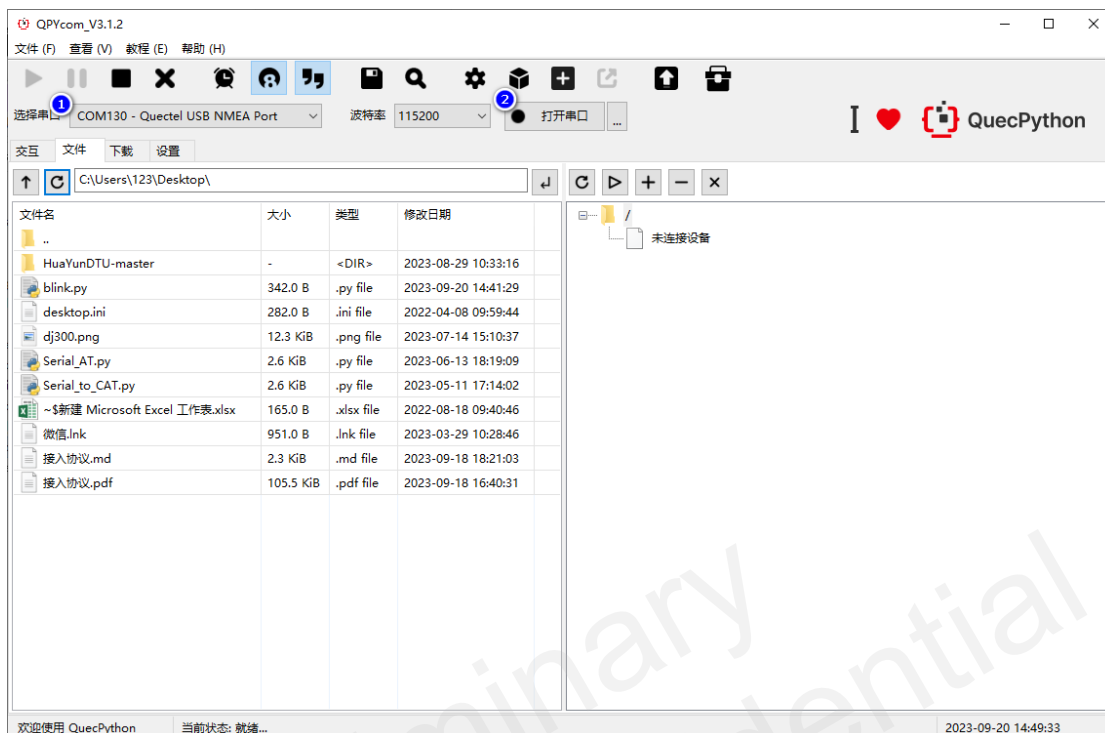 QPYcom_V3.1.2
文件 (F) 查看 (V) 教程 (E) 帮助 (H)
1 2
选择串口 COM130 - Quectel USB NMEA Port 波特率 115200 打开串口 ... I QuecPython
交互 文件 下载 设置
C:\Users\123\Desktop\
文件名 大小 类型 修改日期 /
.. 未连接设备
HuaYunDTU-master - <DIR> 2023-08-29 10:33:16
blink.py 342.0 B .py file 2023-09-20 14:41:29
desktop.ini 282.0 B .ini file 2022-04-08 09:59:44
dj300.png 12.3 KiB .png file 2023-07-14 15:10:37
Serial_AT.py 2.6 KiB .py file 2023-06-13 18:19:09
Serial_to_CAT.py 2.6 KiB .py file 2023-05-11 17:14:02
~$新建 Microsoft Excel 工作表.xlsx 165.0 B .xlsx file 2022-08-18 09:40:46
微信.lnk 951.0 B .lnk file 2023-03-29 10:28:46
接入协议.md 2.3 KiB .md file 2023-09-18 18:21:03
接入协议.pdf 105.5 KiB .pdf file 2023-09-18 16:40:31
欢迎使用 QuecPython 当前状态: 就绪... 2023-09-20 14:49:33